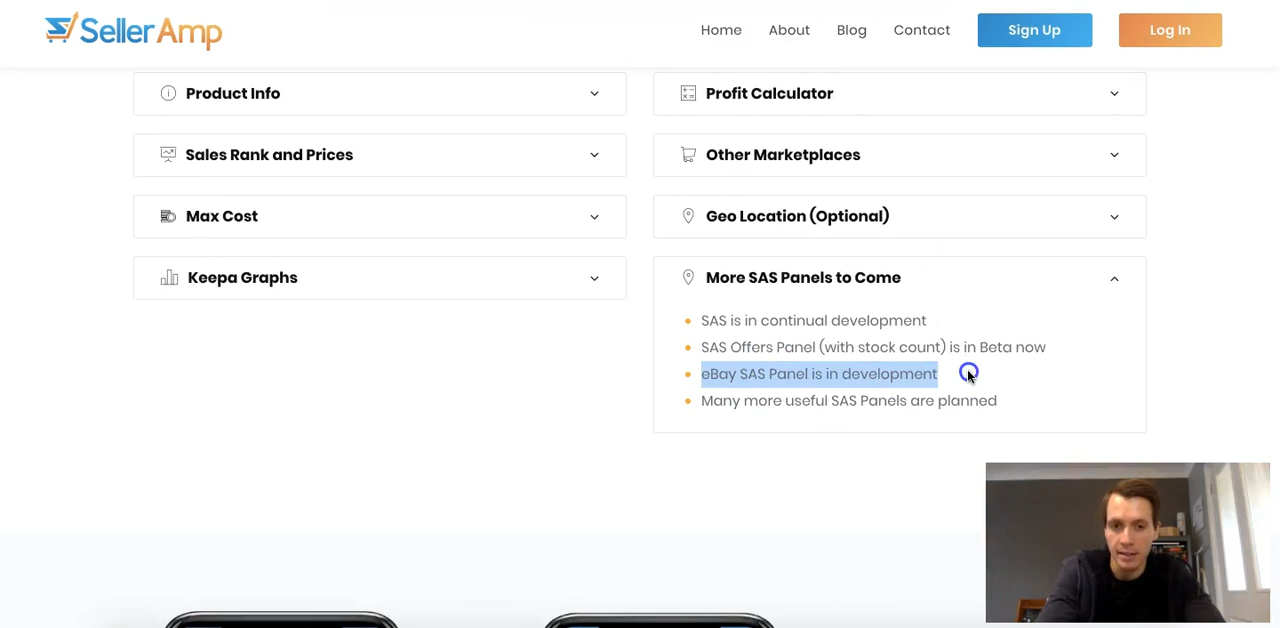 SellerAmp
Home
About
Blog
Contact
Sign Up
Log In
Product Info
Profit Calculator
Sales Rank and Prices
Other Marketplaces
Max Cost
Geo Location (Optional)
Keepa Graphs
More SAS Panels to Come
SAS is in continual development
SAS Offers Panel (with stock count) is in Beta now
eBay SAS Panel is in development
Many more useful SAS Panels are planned